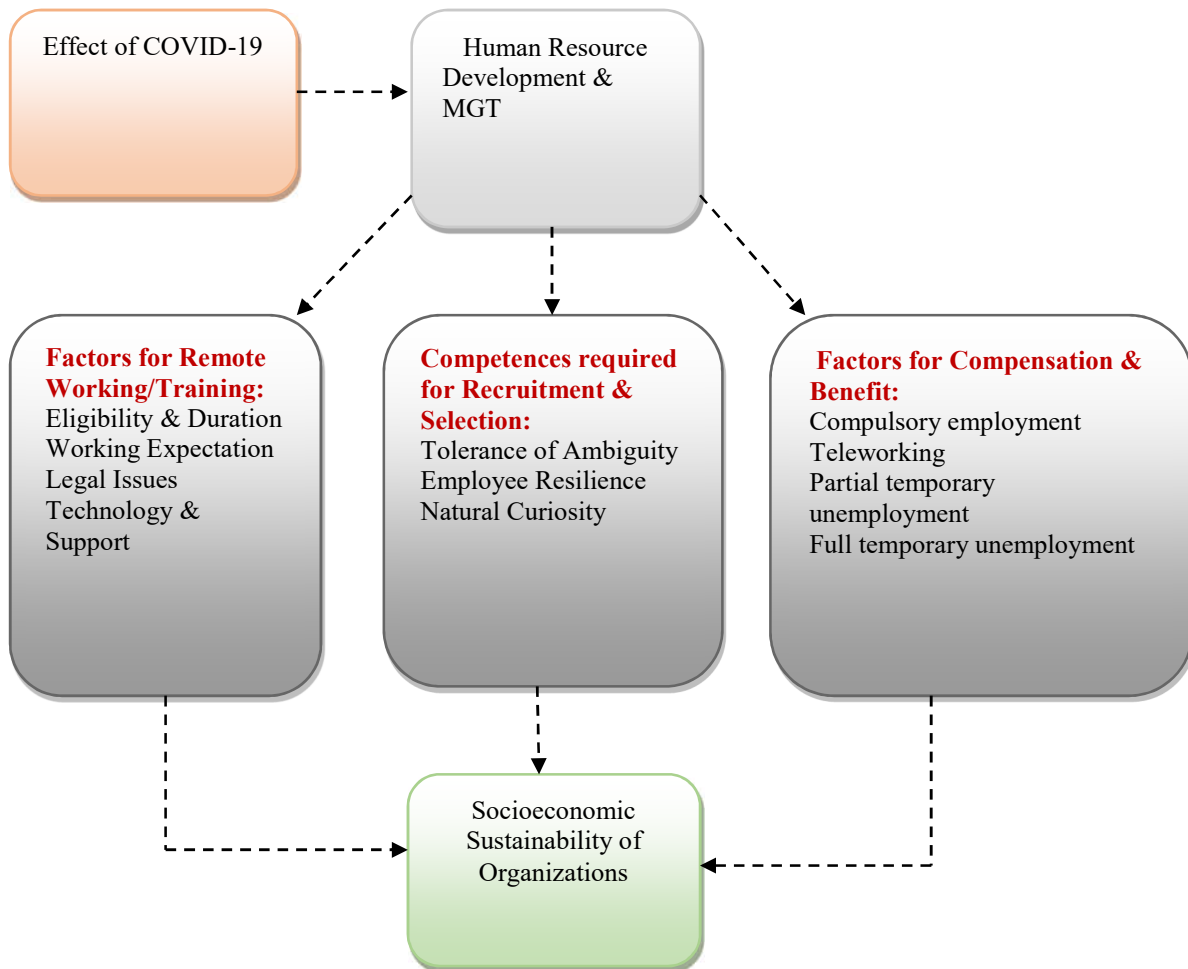 Effect of COVID-19
Human Resource
Development &
MGT
Factors for Remote
Working/Training:
Eligibility & Duration
Working Expectation
Legal Issues
Technology &
Support
Competences required
for Recruitment &
Selection:
Tolerance of Ambiguity
Employee Resilience
Natural Curiosity
Factors for Compensation &
Benefit:
Compulsory employment
Teleworking
Partial temporary
unemployment
Full temporary unemployment
Socioeconomic
Sustainability of
Organizations